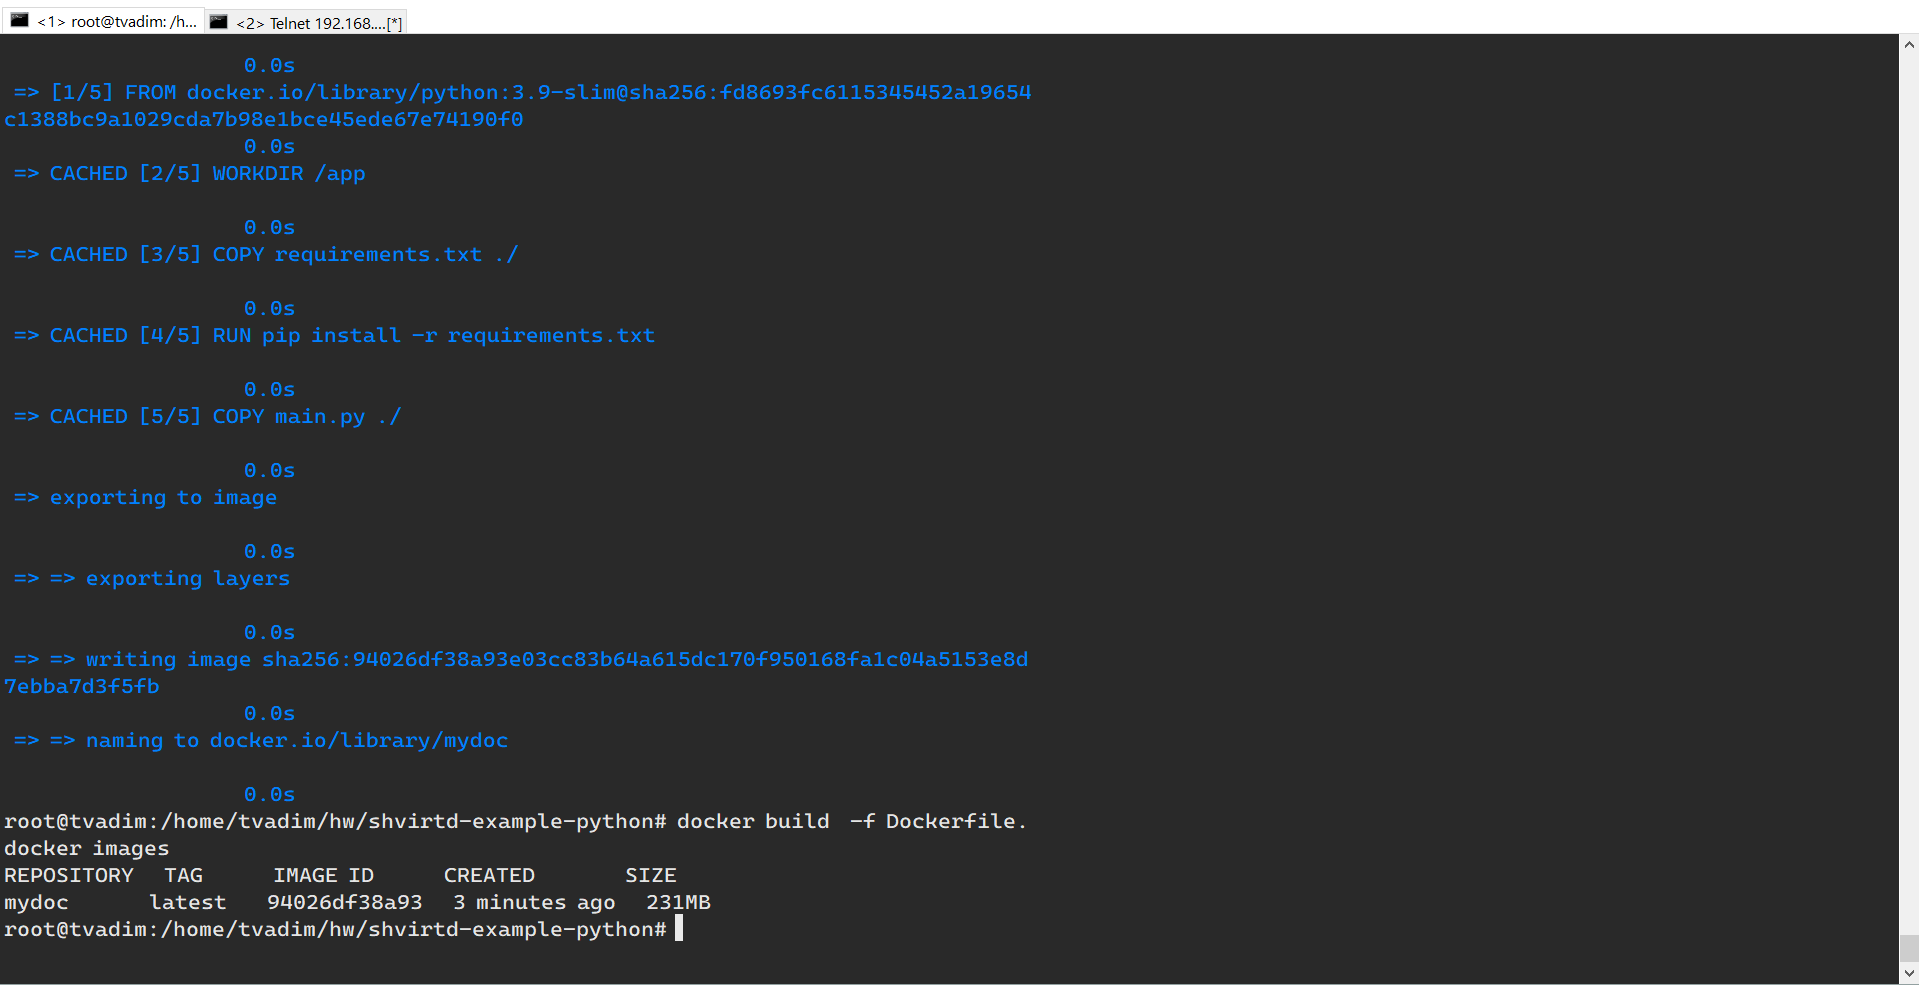 <1> root@tvadim: /h...
<2> Telnet 192.168....[*]
0.0s
=> [1/5] FROM docker.io/library/python:3.9-slim@sha256:fd8693fc6115345452a19654
c1388bc9a1029cda7b98e1bce45ede67e74190f0
0.0s
=> CACHED [2/5] WORKDIR /app
0.0s
=> CACHED [3/5] COPY requirements.txt ./
0.0s
=> CACHED [4/5] RUN pip install -r requirements.txt
0.0s
=> CACHED [5/5] COPY main.py ./
0.0s
=> exporting to image
0.0s
=> => exporting layers
0.0s
=> => writing image sha256:94026df38a93e03cc83b64a615dc170f950168fa1c04a5153e8d
7ebba7d3f5fb
0.0s
=> => naming to docker.io/library/mydoc
0.0s
root@tvadim:/home/tvadim/hw/shvirtd-example-python# docker build  -f Dockerfile.
docker images
REPOSITORY   TAG       IMAGE ID       CREATED         SIZE
mydoc        latest    94026df38a93   3 minutes ago   231MB
root@tvadim:/home/tvadim/hw/shvirtd-example-python#